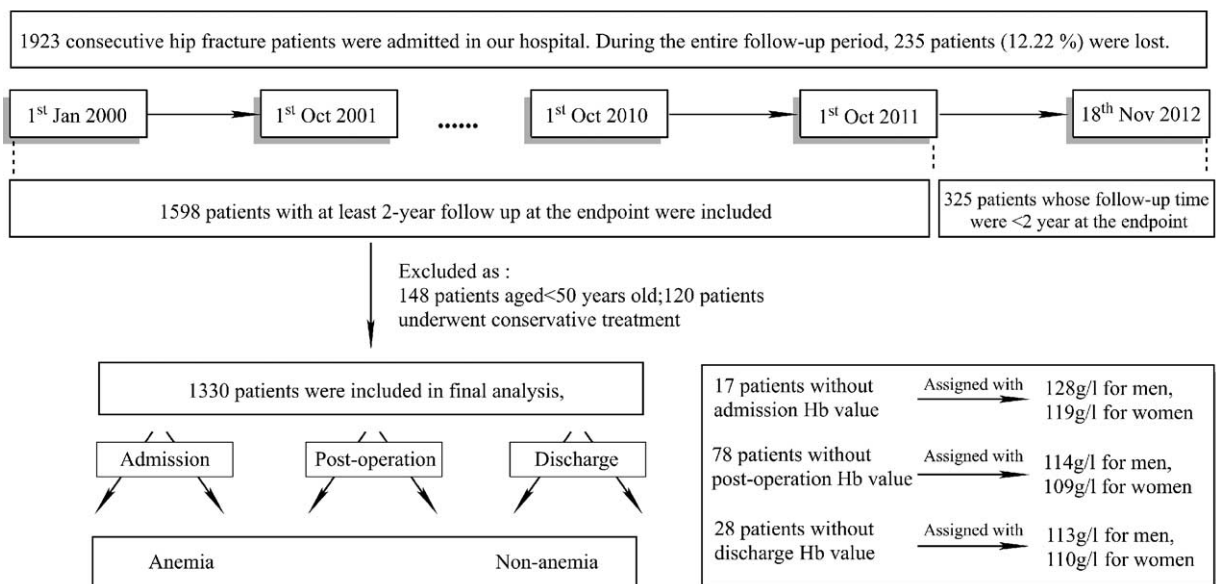 1923 consecutive hip fracture patients were admitted in our hospital. During the entire follow-up period, 235 patients (12.22 %) were lost.
1st Jan 2000
1st Oct 2001
......
1st Oct 2010
1st Oct 2011
18th Nov 2012
1598 patients with at least 2-year follow up at the endpoint were included
325 patients whose follow-up time
were <2 year at the endpoint
Excluded as :
148 patients aged<50 years old;120 patients
underwent conservative treatment
1330 patients were included in final analysis,
Admission
Post-operation
Discharge
Anemia
Non-anemia
17 patients without
admission Hb value
Assigned with
128g/l for men,
119g/l for women
78 patients without
post-operation Hb value
Assigned with
114g/l for men,
109g/l for women
28 patients without
discharge Hb value
Assigned with
113g/l for men,
110g/l for women